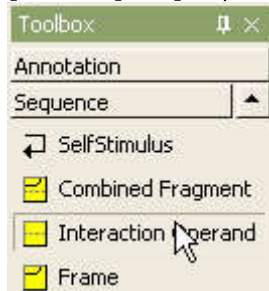 Toolbox
Annotation
Sequence
SelfStimulus
Combined Fragment
Interaction Operand
Frame